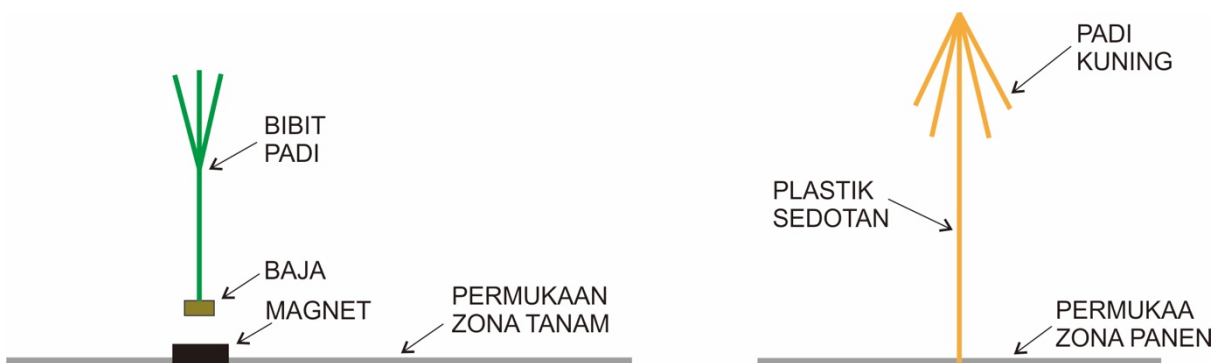 BIBIT
PADI
BAJA
MAGNET
PERMUKAAN
ZONA TANAM
PADI
KUNING
PLASTIK
SEDOTAN
PERMUKAA
ZONA PANEN